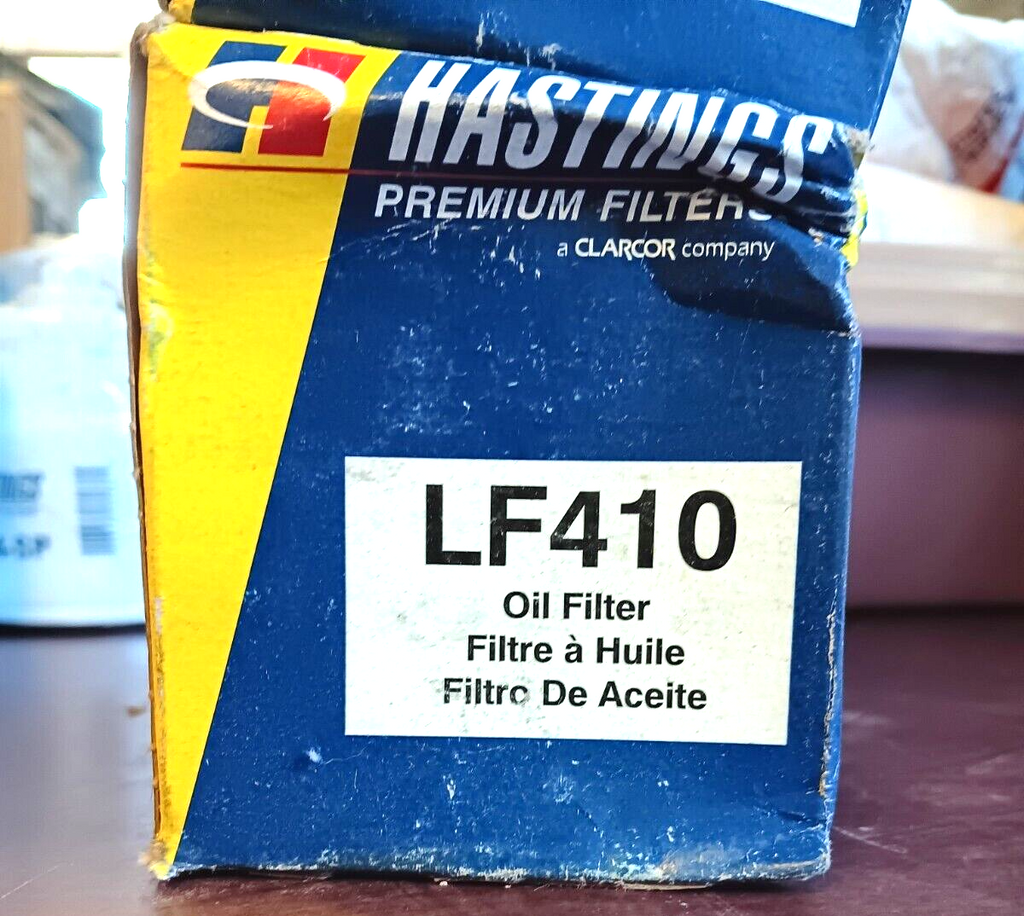 HASTINGS
PREMIUM FILTERS
a CLARCOR company
LF410
Oil Filter
Filtre à Huile
Filtro De Aceite